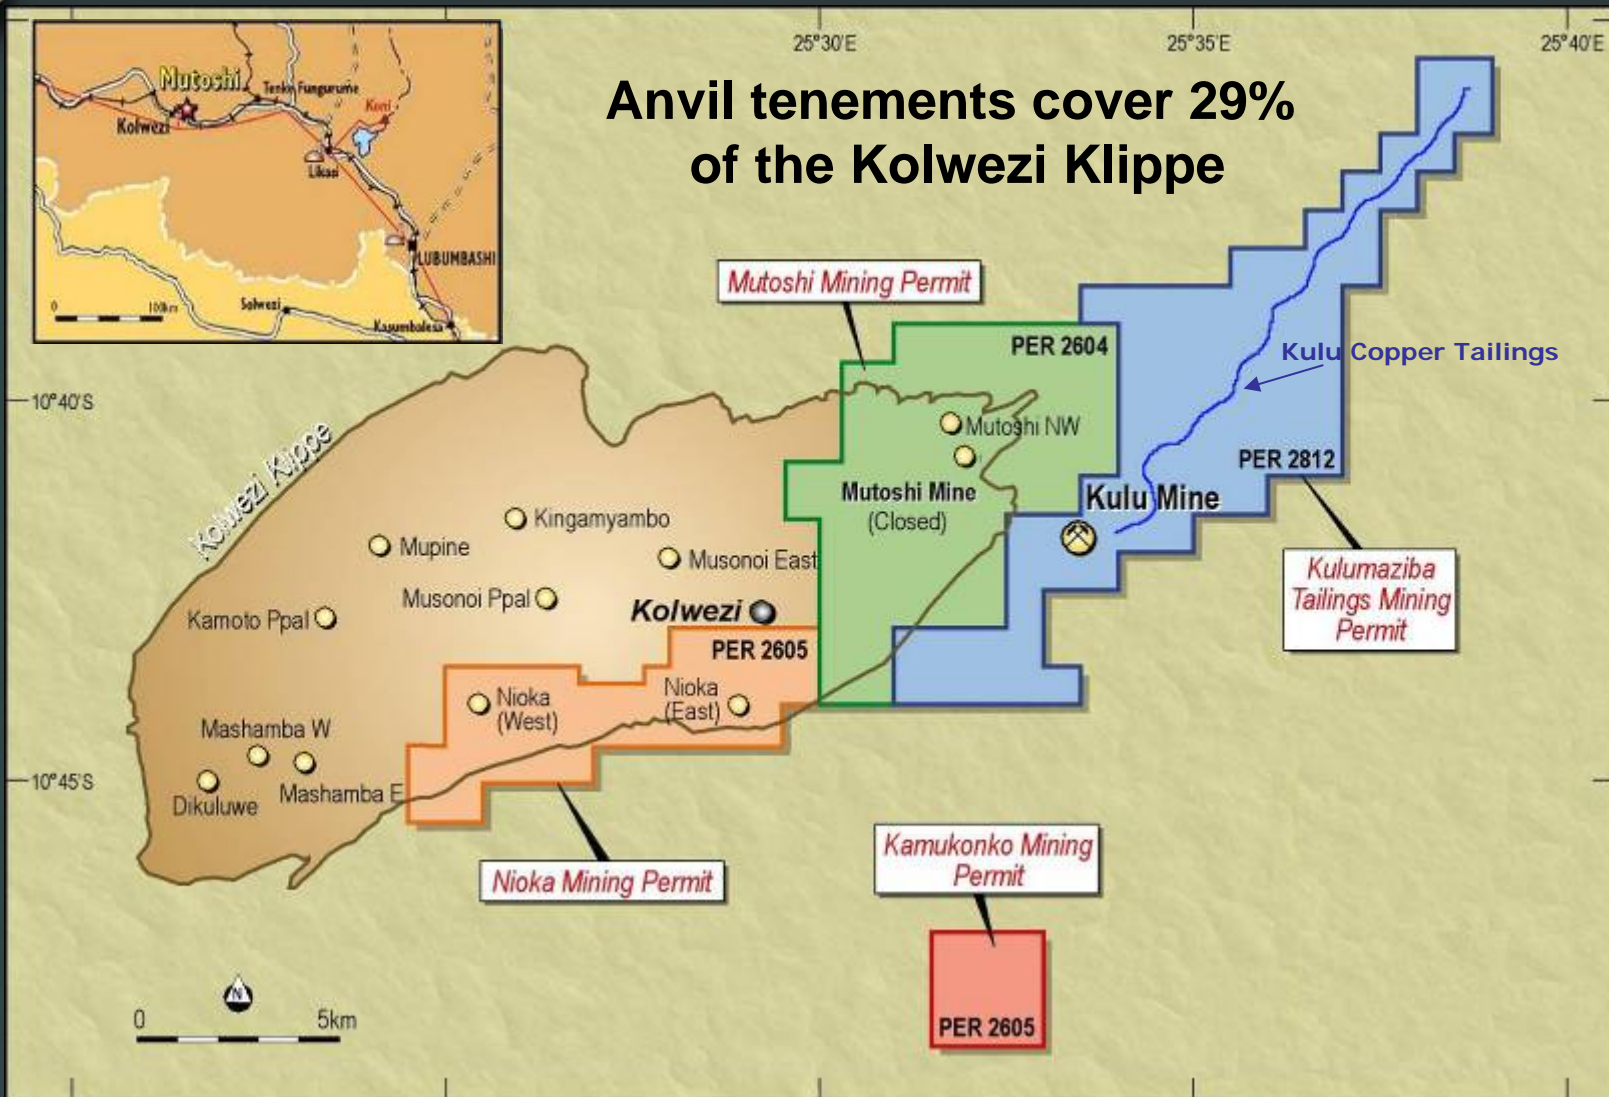 25°30'E
25°35'E
25°40'E
Anvil tenements cover 29%
of the Kolwezi Klippe
Mutoshi
Tenke Fungurume
Kolwezi
Koni
Likasi
LUBUMBASHI
Solwezi
Kasumbalesa
0
100km
Mutoshi Mining Permit
PER 2604
Kulu Copper Tailings
10°40'S
Kolwezi Klippe
Mutoshi NW
PER 2812
Mutoshi Mine
(Closed)
Kulu Mine
Kingamyambo
Mupine
Musonoi East
Musonoi Ppal
Kolwezi
Kamoto Ppal
Kulumaziba
Tailings Mining
Permit
PER 2605
Nioka
(West)
Nioka
(East)
Mashamba W
10°45'S
Mashamba E
Dikuluwe
Nioka Mining Permit
Kamukonko Mining
Permit
N
0
5km
PER 2605